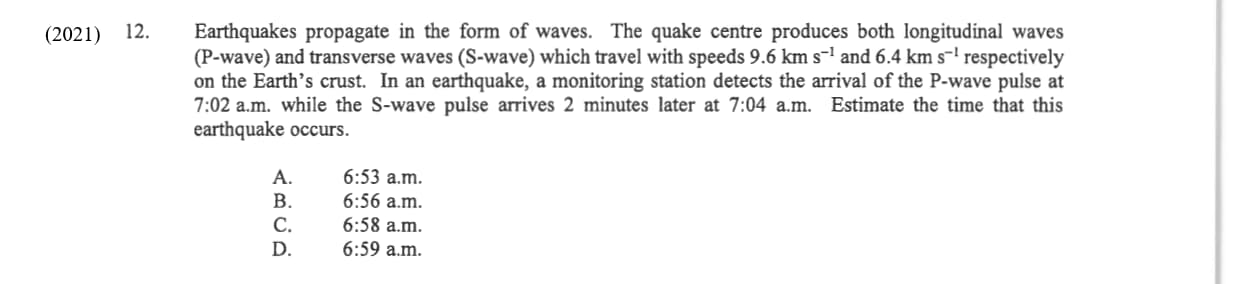 (2021) 12. Earthquakes propagate in the form of waves. The quake centre produces both longitudinal waves
(P-wave) and transverse waves (S-wave) which travel with speeds 9.6 km s⁻¹ and 6.4 km s⁻¹ respectively
on the Earth's crust. In an earthquake, a monitoring station detects the arrival of the P-wave pulse at
7:02 a.m. while the S-wave pulse arrives 2 minutes later at 7:04 a.m. Estimate the time that this
earthquake occurs.
A. 6:53 a.m.
B. 6:56 a.m.
C. 6:58 a.m.
D. 6:59 a.m.